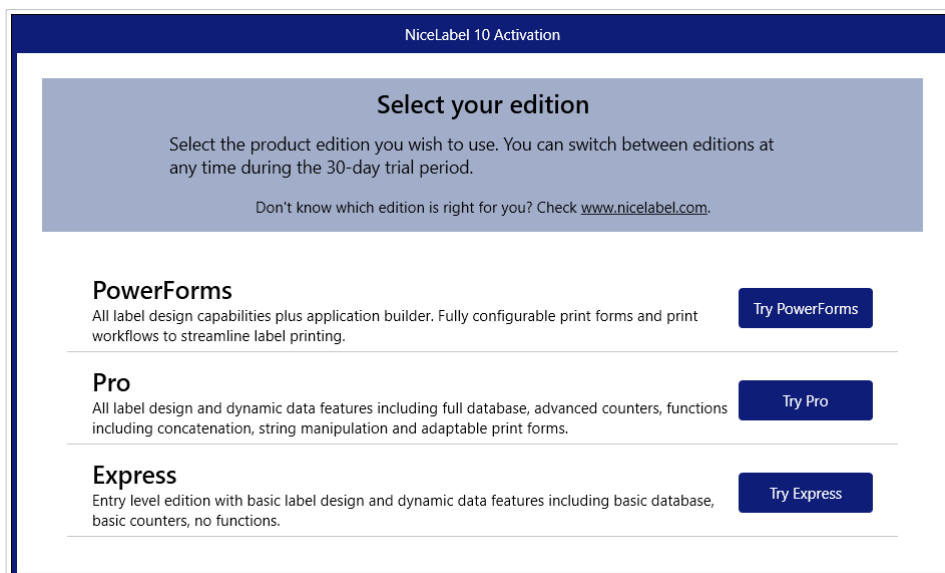 NiceLabel 10 Activation
Select your edition
Select the product edition you wish to use. You can switch between editions at
any time during the 30-day trial period.
Don't know which edition is right for you? Check www.nicelabel.com.
PowerForms
All label design capabilities plus application builder. Fully configurable print forms and print
workflows to streamline label printing.
Try PowerForms
Pro
All label design and dynamic data features including full database, advanced counters, functions
including concatenation, string manipulation and adaptable print forms.
Try Pro
Express
Entry level edition with basic label design and dynamic data features including basic database,
basic counters, no functions.
Try Express